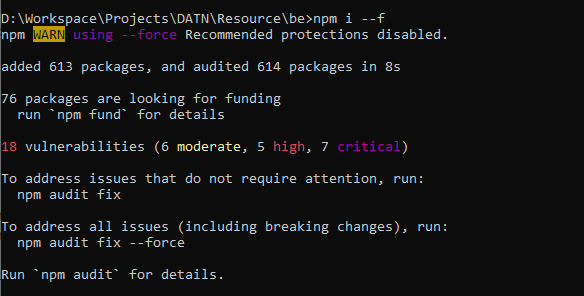 D:\Workspace\Projects\DATN\Resource\be>npm i --f
npm WARN using --force Recommended protections disabled.
added 613 packages, and audited 614 packages in 8s
76 packages are looking for funding
run `npm fund` for details
18 vulnerabilities (6 moderate, 5 high, 7 critical)
To address issues that do not require attention, run:
npm audit fix
To address all issues (including breaking changes), run:
npm audit fix --force
Run `npm audit` for details.